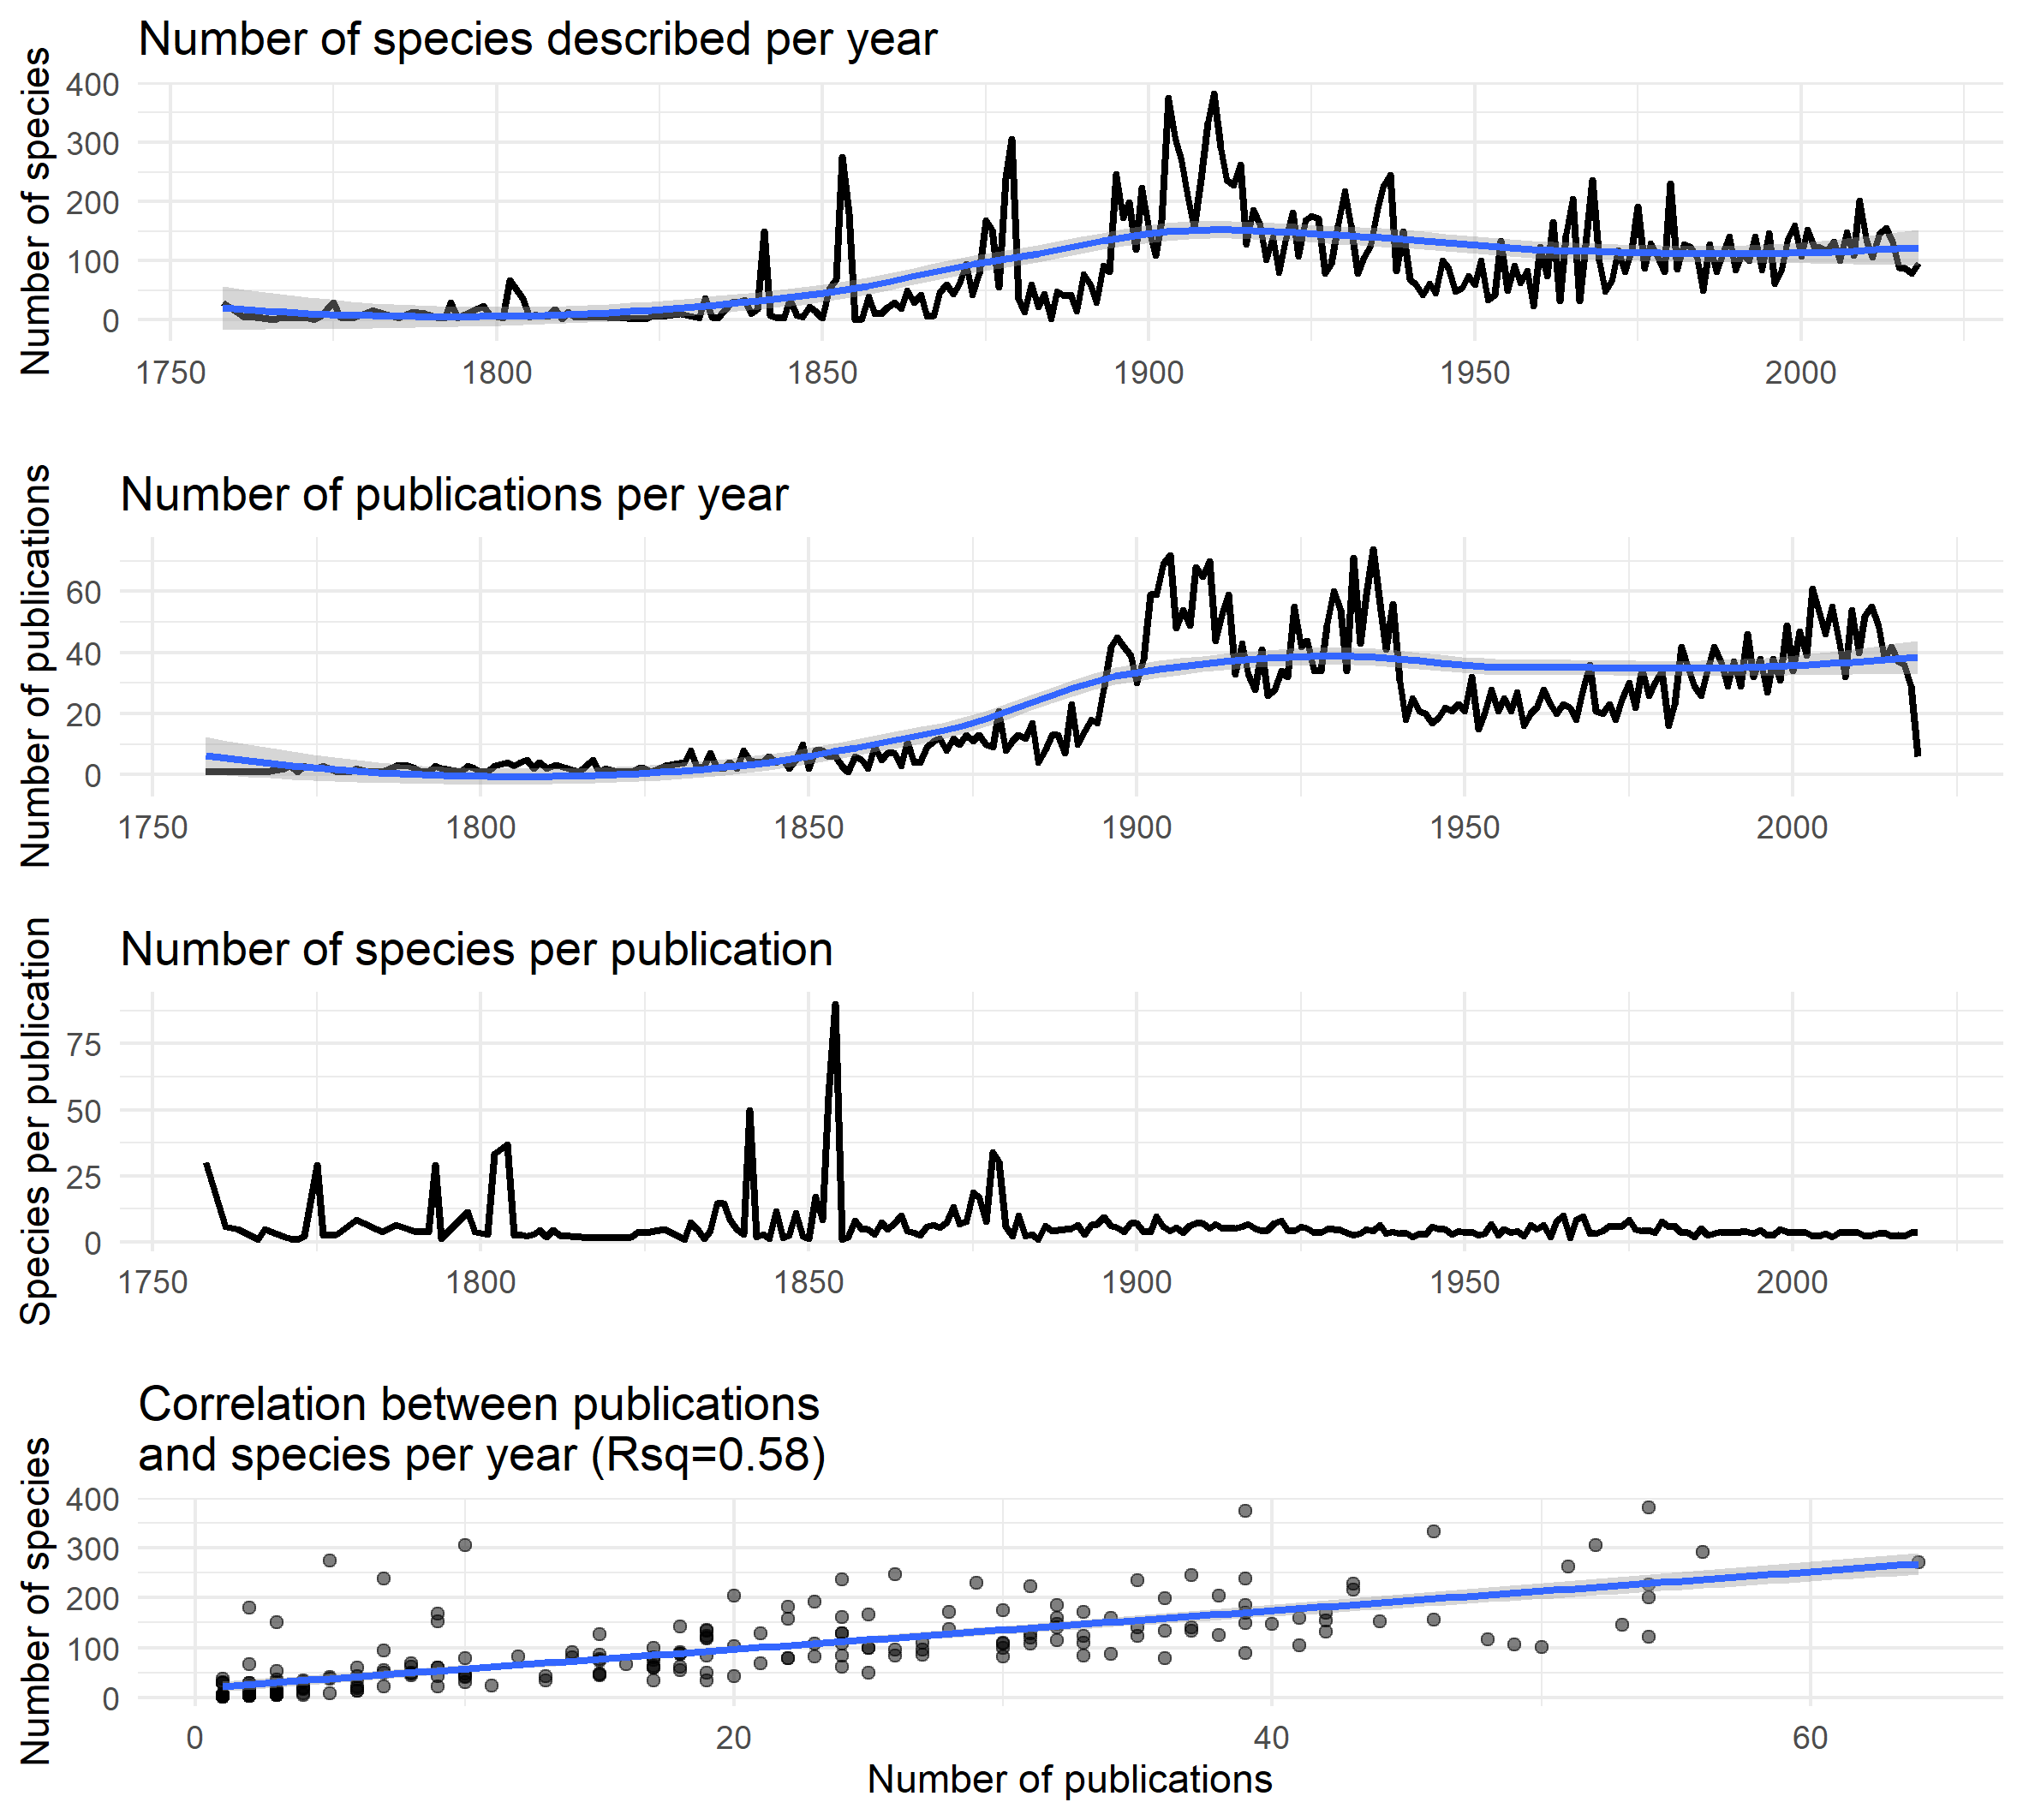 Number of species described per year
Number of species
400
300
200
100
0
1750 1800 1850 1900 1950 2000
Number of publications per year
Number of publications
60
40
20
0
1750 1800 1850 1900 1950 2000
Number of species per publication
Species per publication
75
50
25
0
1750 1800 1850 1900 1950 2000
Correlation between publications
and species per year (Rsq=0.58)
Number of species
400
300
200
100
0
0 20 40 60
Number of publications